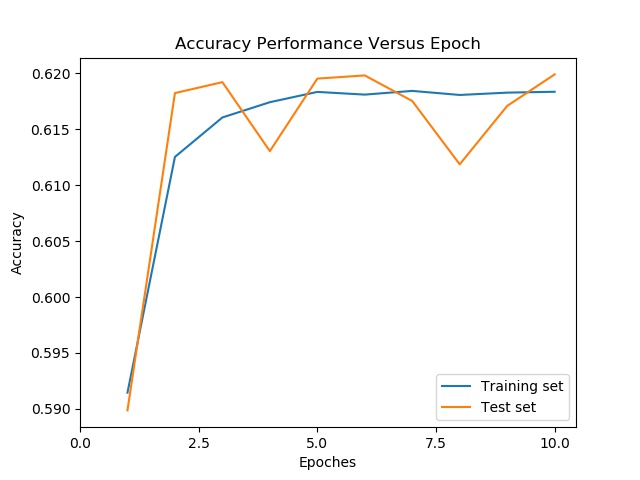 Accuracy Performance Versus Epoch
0.620
0.615
0.610
0.605
0.600
0.595
0.590
Accuracy
Training set
Test set
0.0 2.5 5.0 7.5 10.0
Epoches